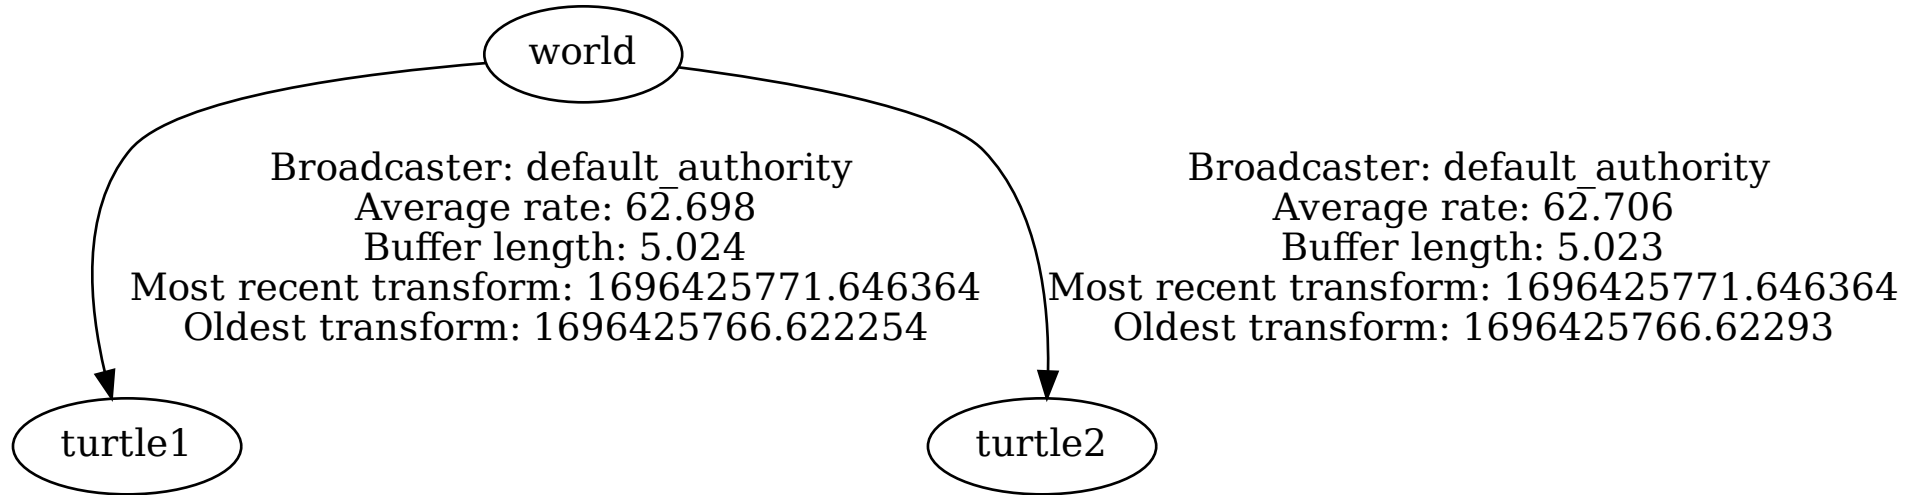 world
Broadcaster: default_authority
Average rate: 62.698
Buffer length: 5.024
Most recent transform: 1696425771.646364
Oldest transform: 1696425766.622254
Broadcaster: default_authority
Average rate: 62.706
Buffer length: 5.023
Most recent transform: 1696425771.646364
Oldest transform: 1696425766.62293
turtle1
turtle2